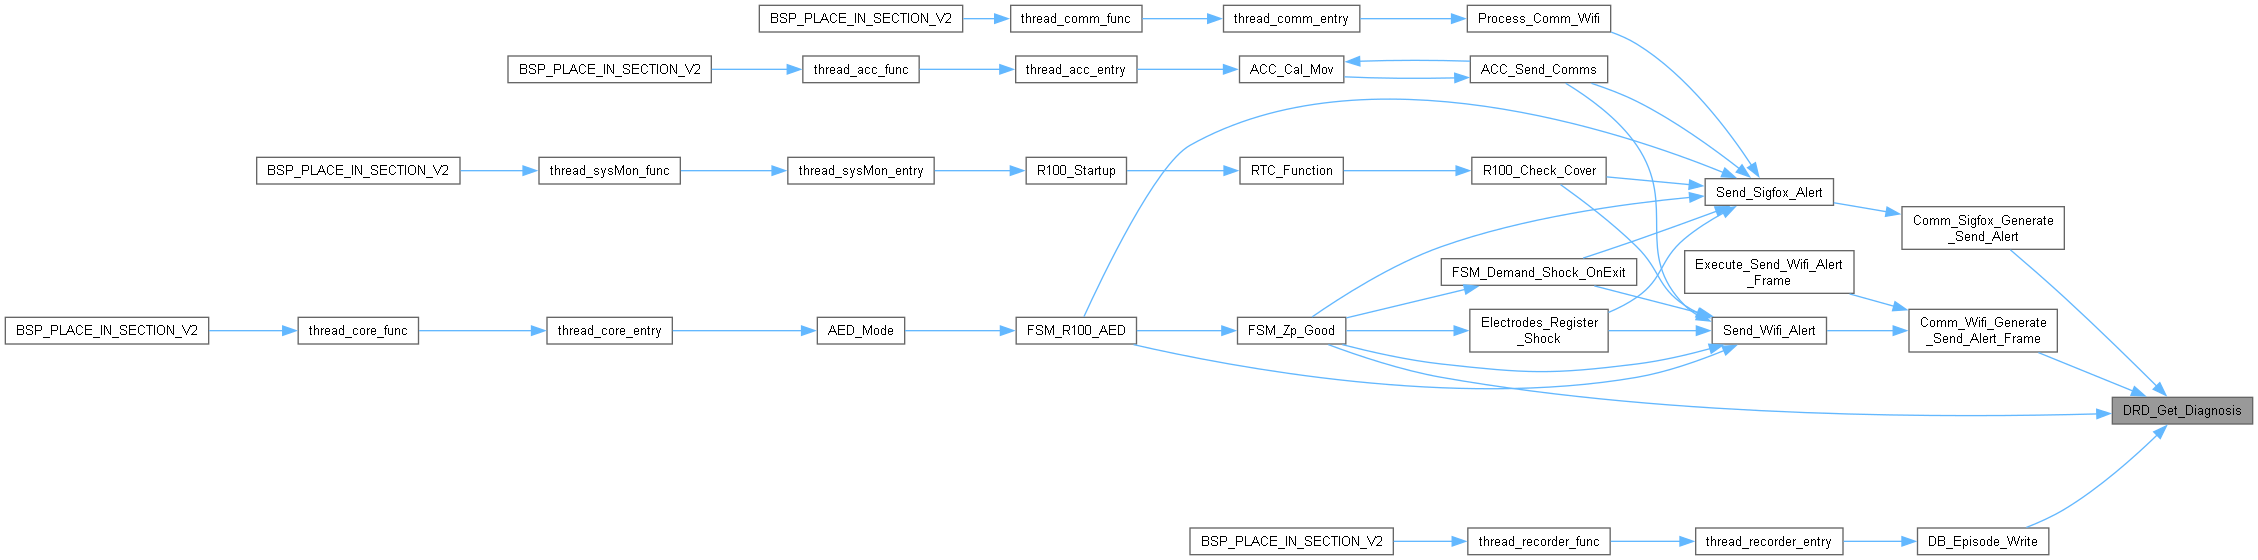 BSP_PLACE_IN_SECTION_V2
thread_comm_func
thread_comm_entry
Process_Comm_Wifi
BSP_PLACE_IN_SECTION_V2
thread_acc_func
thread_acc_entry
ACC_Cal_Mov
ACC_Send_Comms
BSP_PLACE_IN_SECTION_V2
thread_sysMon_func
thread_sysMon_entry
R100_Startup
RTC_Function
R100_Check_Cover
Send_Sigfox_Alert
Comm_Sigfox_Generate
_Send_Alert
Execute_Send_Wifi_Alert
_Frame
FSM_Demand_Shock_OnExit
BSP_PLACE_IN_SECTION_V2
thread_core_func
thread_core_entry
AED_Mode
FSM_R100_AED
FSM_Zp_Good
Electrodes_Register
_Shock
Send_Wifi_Alert
Comm_Wifi_Generate
_Send_Alert_Frame
DRD_Get_Diagnosis
BSP_PLACE_IN_SECTION_V2
thread_recorder_func
thread_recorder_entry
DB_Episode_Write